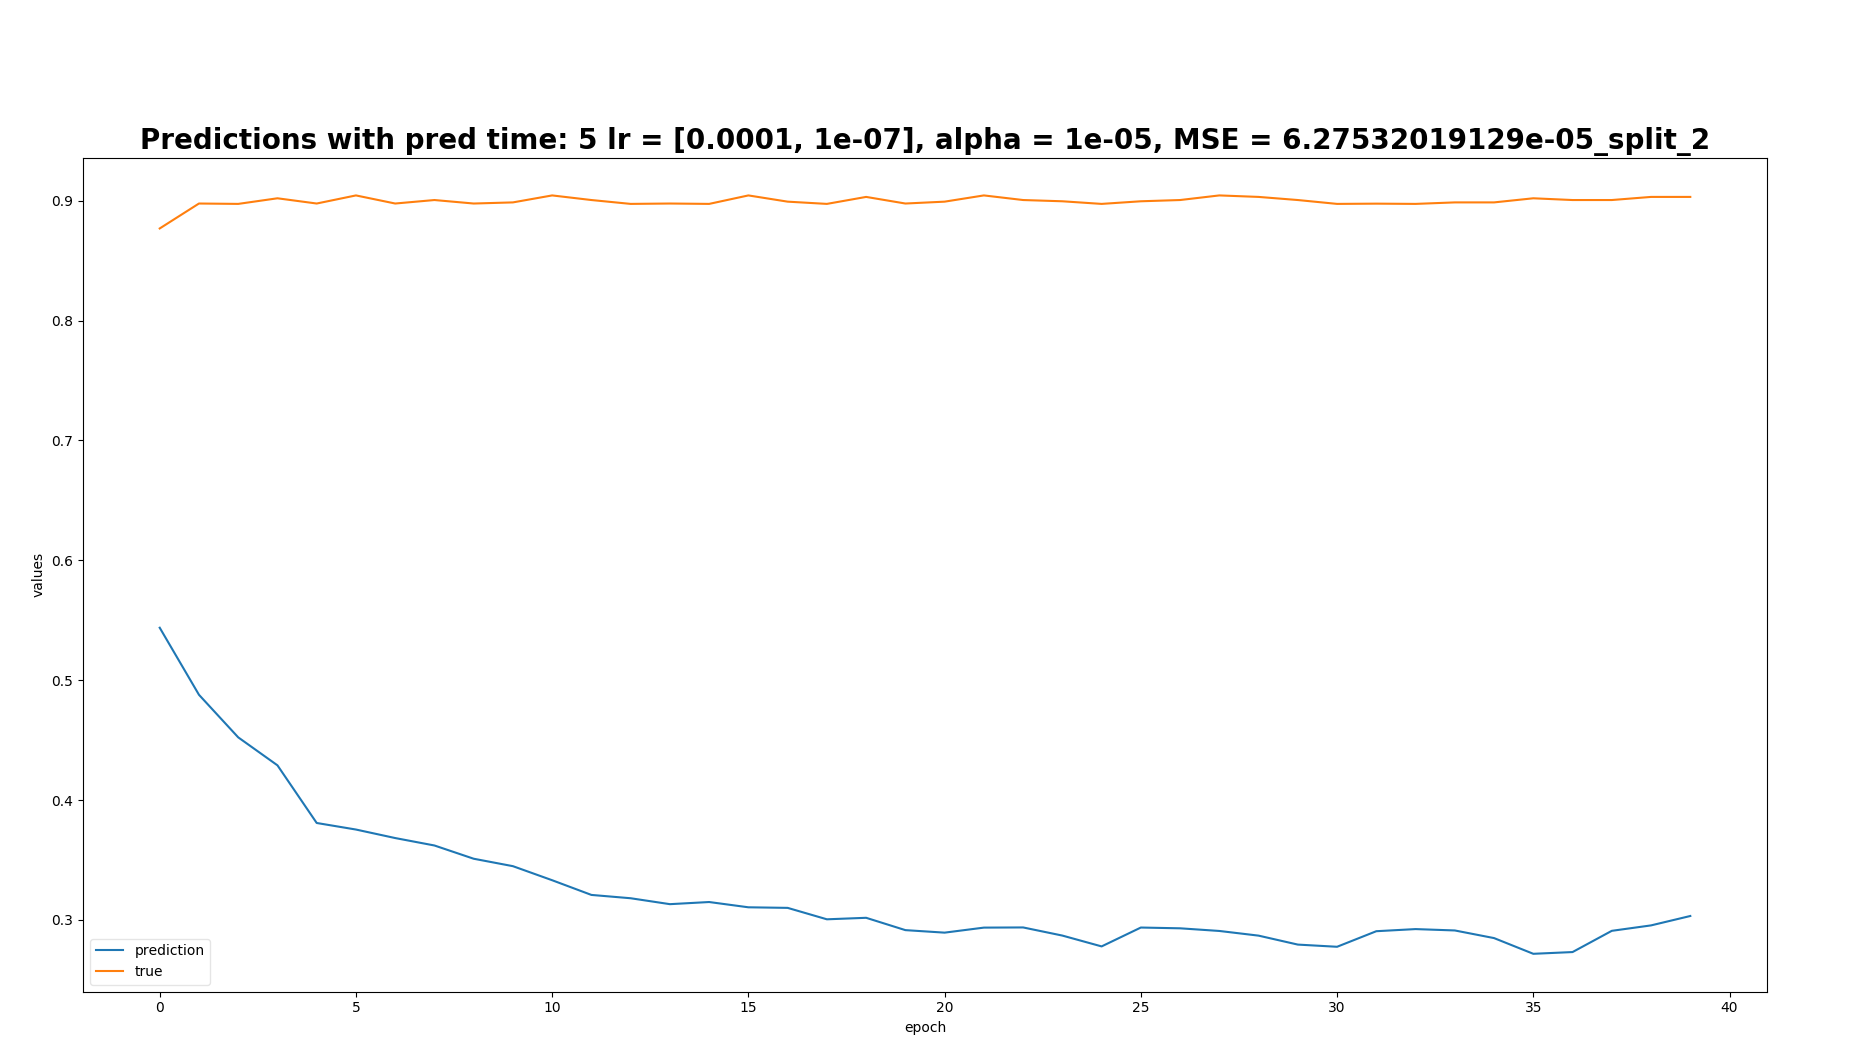 Predictions with pred time: 5 lr = [0.0001, 1e-07], alpha = 1e-05, MSE = 6.27532019129e-05_split_2
0.9
0.8
0.7
0.6
0.5
0.4
0.3
values
prediction
true
0 5 10 15 20 25 30 35 40
epoch